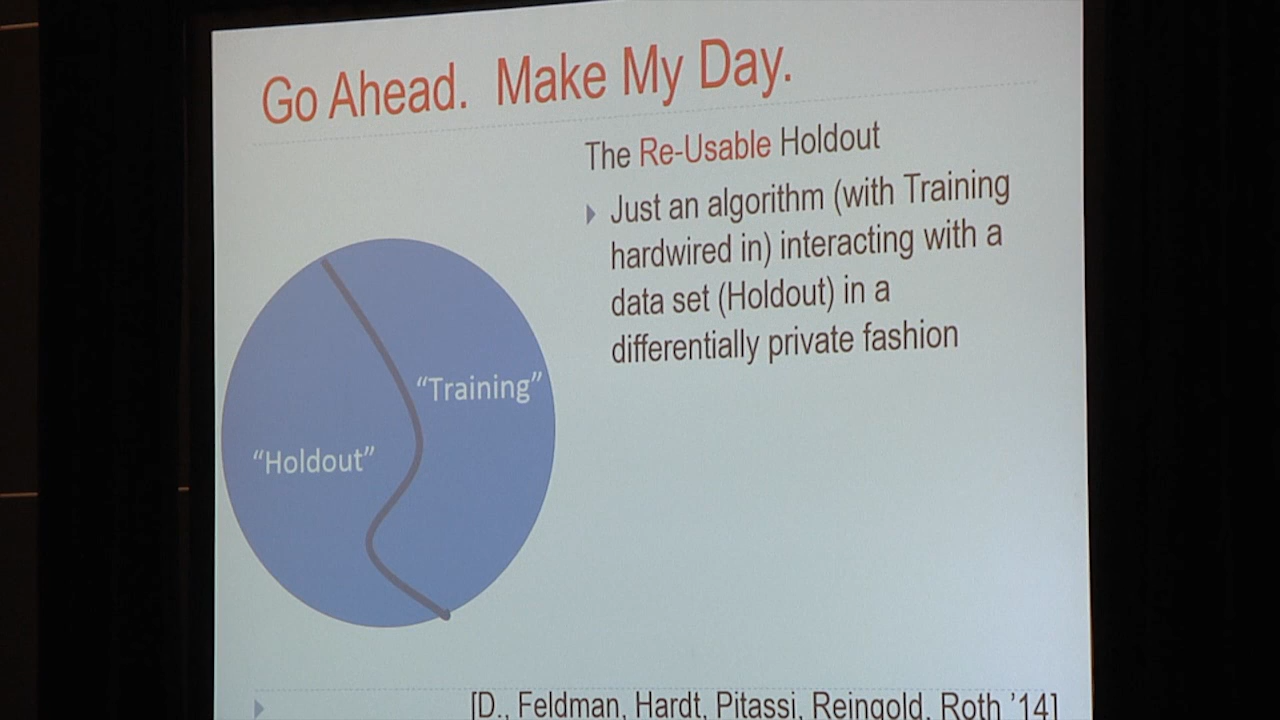 Go Ahead. Make My Day.
The Re-Usable Holdout
Just an algorithm (with Training
hardwired in) interacting with a
data set (Holdout) in a
differentially private fashion
“Training”
“Holdout”
[D., Feldman, Hardt, Pitassi, Reingold, Roth ’14]